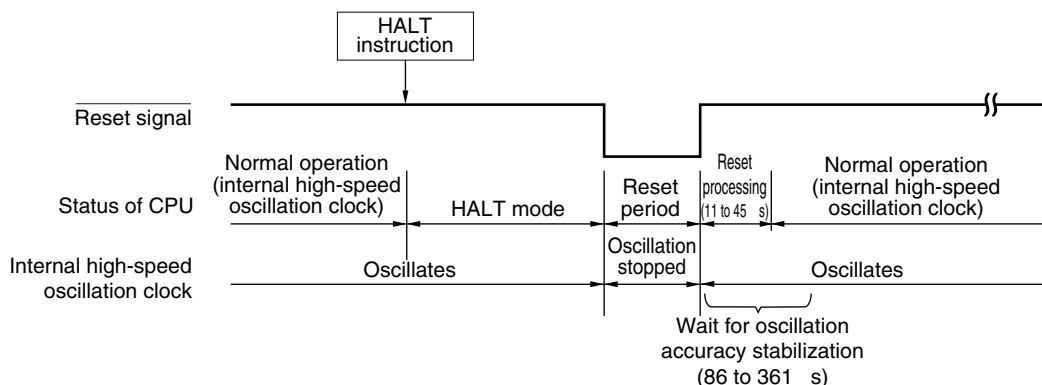 HALT
instruction
Reset signal
Normal operation
(internal high-speed
oscillation clock)
Status of CPU
HALT mode
Reset
period
Reset
processing
(11 to 45 s)
Normal operation
(internal high-speed
oscillation clock)
Internal high-speed
oscillation clock
Oscillates
Oscillation
stopped
Oscillates
Wait for oscillation
accuracy stabilization
(86 to 361 s)